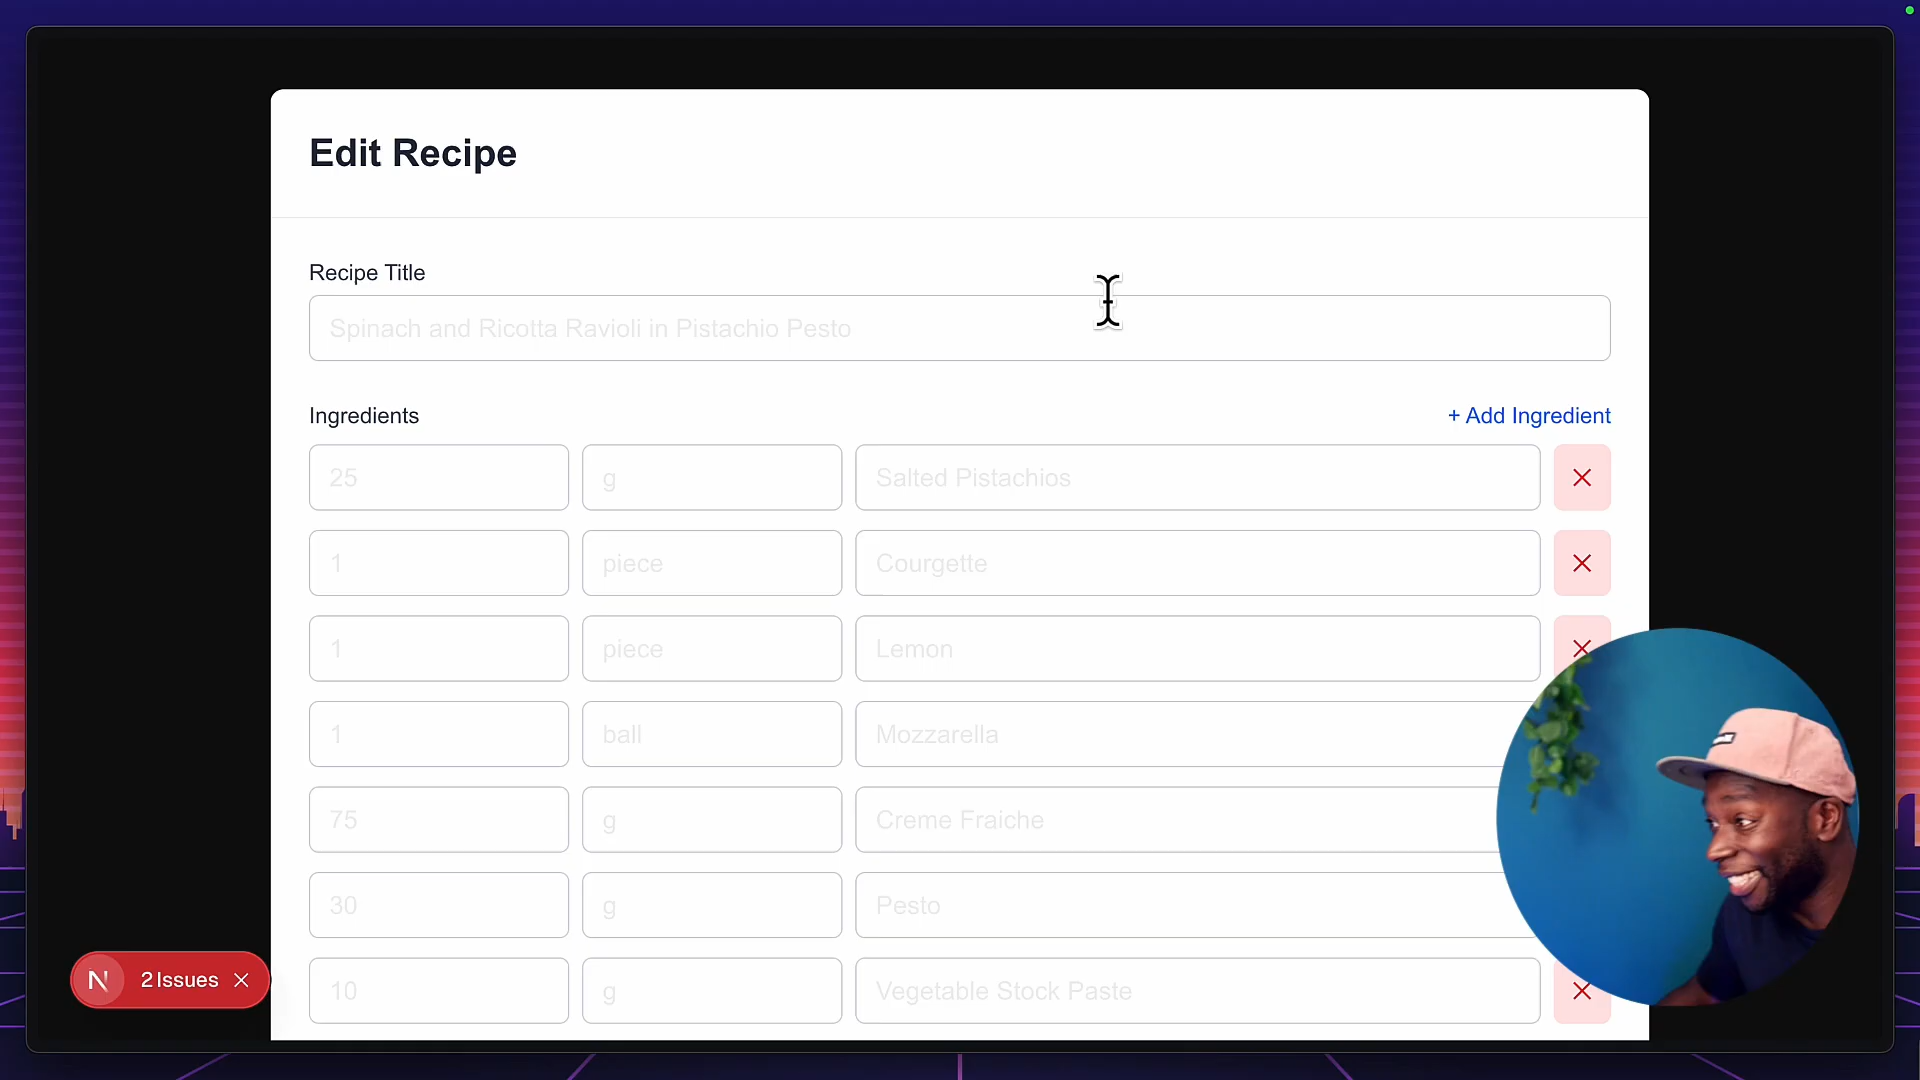 Edit Recipe
Recipe Title
Spinach and Ricotta Ravioli in Pistachio Pesto
Ingredients
+ Add Ingredient
25 g Salted Pistachios
1 piece Courgette
1 piece Lemon
1 ball Mozzarella
75 g Creme Fraiche
30 g Pesto
10 g Vegetable Stock Paste
N 2 Issues